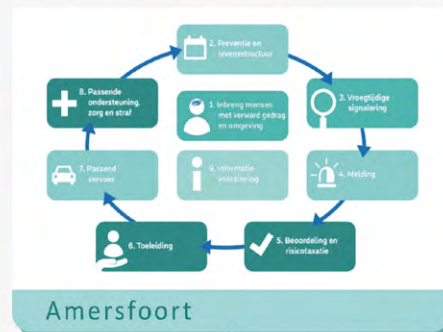 2. Preventie en
levensstructuur
8. Passende
ondersteuning,
zorg en straf
1. Inbreng mensen
met verward gedrag
en omgeving
3. Vroegtijdige
signalering
7. Passend
vervoer
9. Informatie-
voorziening
4. Melding
6. Toeleiding
5. Beoordeling en
risicotaxatie
Amersfoort